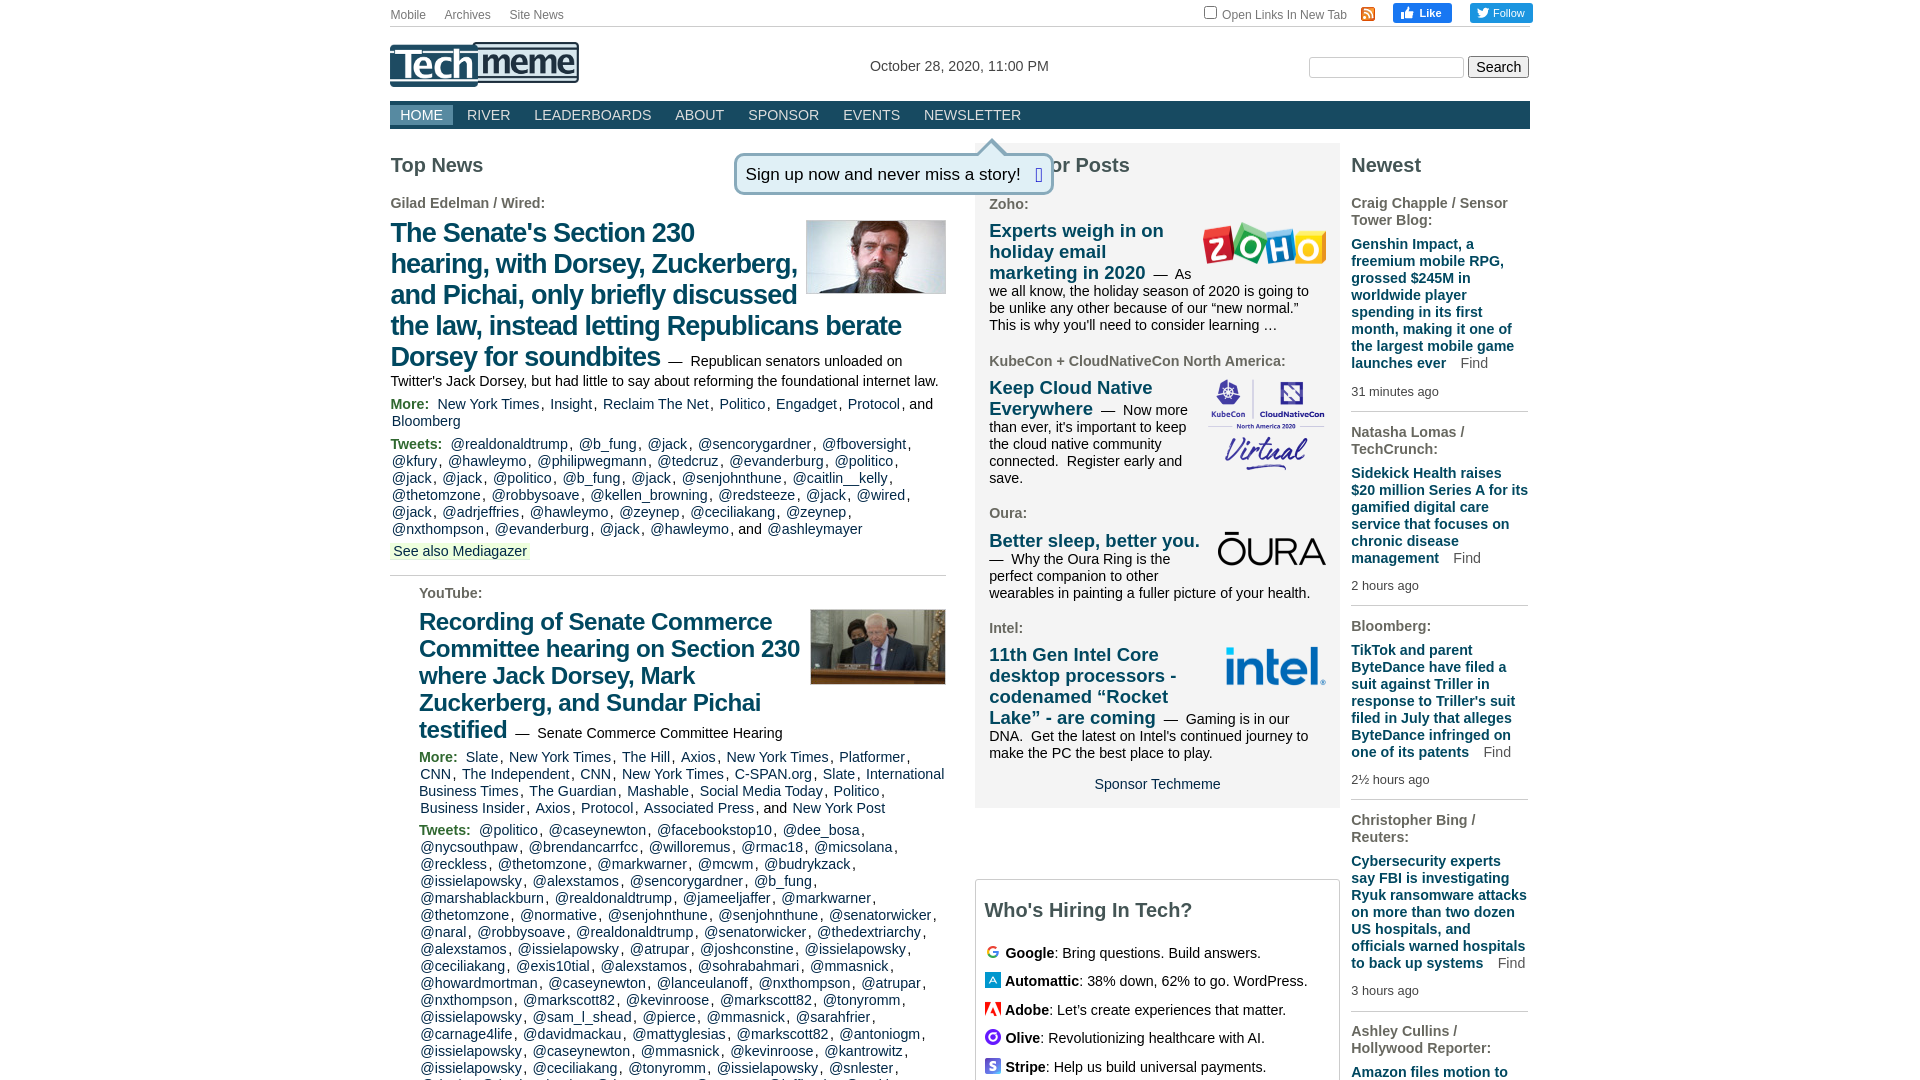 Mobile Archives Site News
Open Links In New Tab
Like
Follow
Techmeme
October 28, 2020, 11:00 PM
Search
HOME RIVER LEADERBOARDS ABOUT SPONSOR EVENTS NEWSLETTER
Sign up now and never miss a story!
Top News
Gilad Edelman / Wired:
The Senate's Section 230
hearing, with Dorsey, Zuckerberg,
and Pichai, only briefly discussed
the law, instead letting Republicans berate
Dorsey for soundbites — Republican senators unloaded on
Twitter's Jack Dorsey, but had little to say about reforming the foundational internet law.
More: New York Times, Insight, Reclaim The Net, Politico, Engadget, Protocol, and
Bloomberg
Tweets: @realdonaldtrump, @b_fung, @jack, @sencorygardner, @fboversight,
@kfury, @hawleymo, @philipwegmann, @tedcruz, @evanderburg, @politico,
@jack, @jack, @politico, @b_fung, @jack, @senjohnthune, @caitlin__kelly,
@thetomzone, @robbysoave, @kellen_browning, @redsteeze, @jack, @wired,
@jack, @adrjeffries, @hawleymo, @zeynep, @ceciliakang, @zeynep,
@nxthompson, @evanderburg, @jack, @hawleymo, and @ashleymayer
See also Mediagazer
YouTube:
Recording of Senate Commerce
Committee hearing on Section 230
where Jack Dorsey, Mark
Zuckerberg, and Sundar Pichai
testified — Senate Commerce Committee Hearing
More: Slate, New York Times, The Hill, Axios, New York Times, Platformer,
CNN, The Independent, CNN, New York Times, C-SPAN.org, Slate, International
Business Times, The Guardian, Mashable, Social Media Today, Politico,
Business Insider, Axios, Protocol, Associated Press, and New York Post
Tweets: @politico, @caseynewton, @facebookstop10, @dee_bosa,
@nycsouthpaw, @brendancarrfcc, @willoremus, @rmac18, @micsolana,
@reckless, @thetomzone, @markwarner, @mcwm, @budrykzack,
@issielapowsky, @alexstamos, @sencorygardner, @b_fung,
@marshablackburn, @realdonaldtrump, @jameeljaffer, @markwarner,
@thetomzone, @normative, @senjohnthune, @senjohnthune, @senatorwicker,
@naral, @robbysoave, @realdonaldtrump, @senatorwicker, @thedextriarchy,
@alexstamos, @issielapowsky, @atrupar, @joshconstine, @issielapowsky,
@ceciliakang, @exis10tial, @alexstamos, @sohrabahmari, @mmasnick,
@howardmortman, @caseynewton, @lanceulanoff, @nxthompson, @atrupar,
@nxthompson, @markscott82, @kevinroose, @markscott82, @tonyromm,
@issielapowsky, @sam_l_shead, @pierce, @mmasnick, @sarahfrier,
@carnage4life, @davidmackau, @mattyglesias, @markscott82, @antoniogm,
@issielapowsky, @caseynewton, @mmasnick, @kevinroose, @kantrowitz,
@issielapowsky, @ceciliakang, @tonyromm, @issielapowsky, @snlester,
or Posts
Zoho:
ZOHO
Experts weigh in on
holiday email
marketing in 2020 — As
we all know, the holiday season of 2020 is going to
be unlike any other because of our “new normal.”
This is why you'll need to consider learning …
KubeCon + CloudNativeCon North America:
KubeCon CloudNativeCon
North America 2020
Virtual
Keep Cloud Native
Everywhere — Now more
than ever, it's important to keep
the cloud native community
connected. Register early and
save.
Oura:
ŌURA
Better sleep, better you.
— Why the Oura Ring is the
perfect companion to other
wearables in painting a fuller picture of your health.
Intel:
intel
11th Gen Intel Core
desktop processors -
codenamed “Rocket
Lake” - are coming — Gaming is in our
DNA. Get the latest on Intel's continued journey to
make the PC the best place to play.
Sponsor Techmeme
Who's Hiring In Tech?
Google: Bring questions. Build answers.
Automattic: 38% down, 62% to go. WordPress.
Adobe: Let’s create experiences that matter.
Olive: Revolutionizing healthcare with AI.
Stripe: Help us build universal payments.
Newest
Craig Chapple / Sensor
Tower Blog:
Genshin Impact, a
freemium mobile RPG,
grossed $245M in
worldwide player
spending in its first
month, making it one of
the largest mobile game
launches ever Find
31 minutes ago
Natasha Lomas /
TechCrunch:
Sidekick Health raises
$20 million Series A for its
gamified digital care
service that focuses on
chronic disease
management Find
2 hours ago
Bloomberg:
TikTok and parent
ByteDance have filed a
suit against Triller in
response to Triller's suit
filed in July that alleges
ByteDance infringed on
one of its patents Find
2½ hours ago
Christopher Bing /
Reuters:
Cybersecurity experts
say FBI is investigating
Ryuk ransomware attacks
on more than two dozen
US hospitals, and
officials warned hospitals
to back up systems Find
3 hours ago
Ashley Cullins /
Hollywood Reporter:
Amazon files motion to